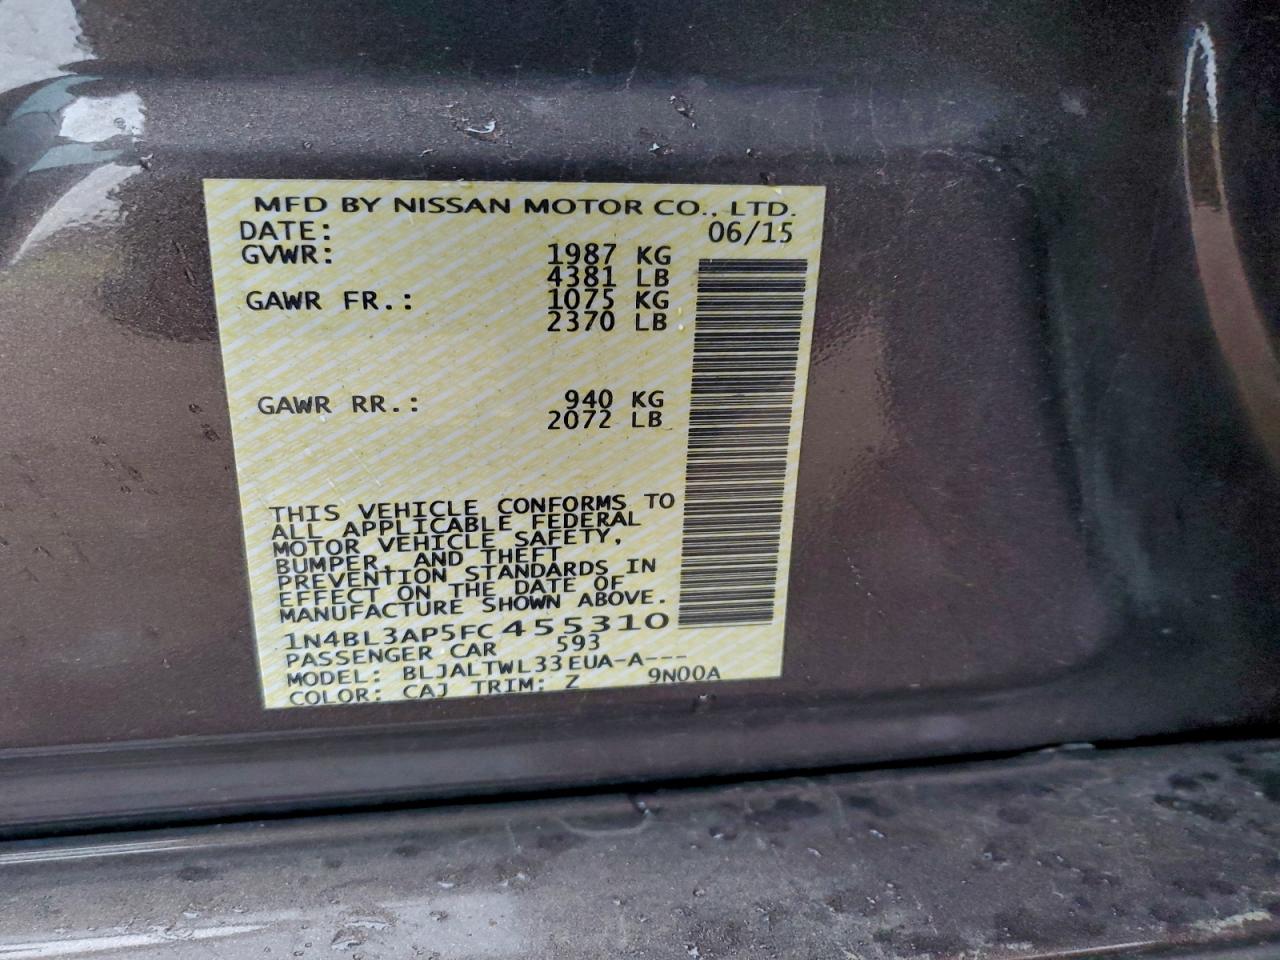 MFD BY NISSAN MOTOR CO., LTD.
DATE: 06/15
GVWR: 1987 KG
4381 LB
GAWR FR.: 1075 KG
2370 LB
GAWR RR.: 940 KG
2072 LB
THIS VEHICLE CONFORMS TO
ALL APPLICABLE FEDERAL
MOTOR VEHICLE SAFETY,
BUMPER, AND THEFT
PREVENTION STANDARDS IN
EFFECT ON THE DATE OF
MANUFACTURE SHOWN ABOVE.
1N4BL3AP5FC455310
PASSENGER CAR 593
MODEL: BLJALTWL33EUA-A---
COLOR: CAJ TRIM: Z 9N00A